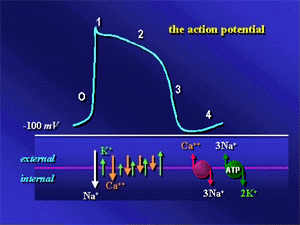 the action potential
1
2
0
3
4
-100 mV
K+
Ca++
3Na+
external
internal
ATP
Na+
Ca++
3Na+
2K+